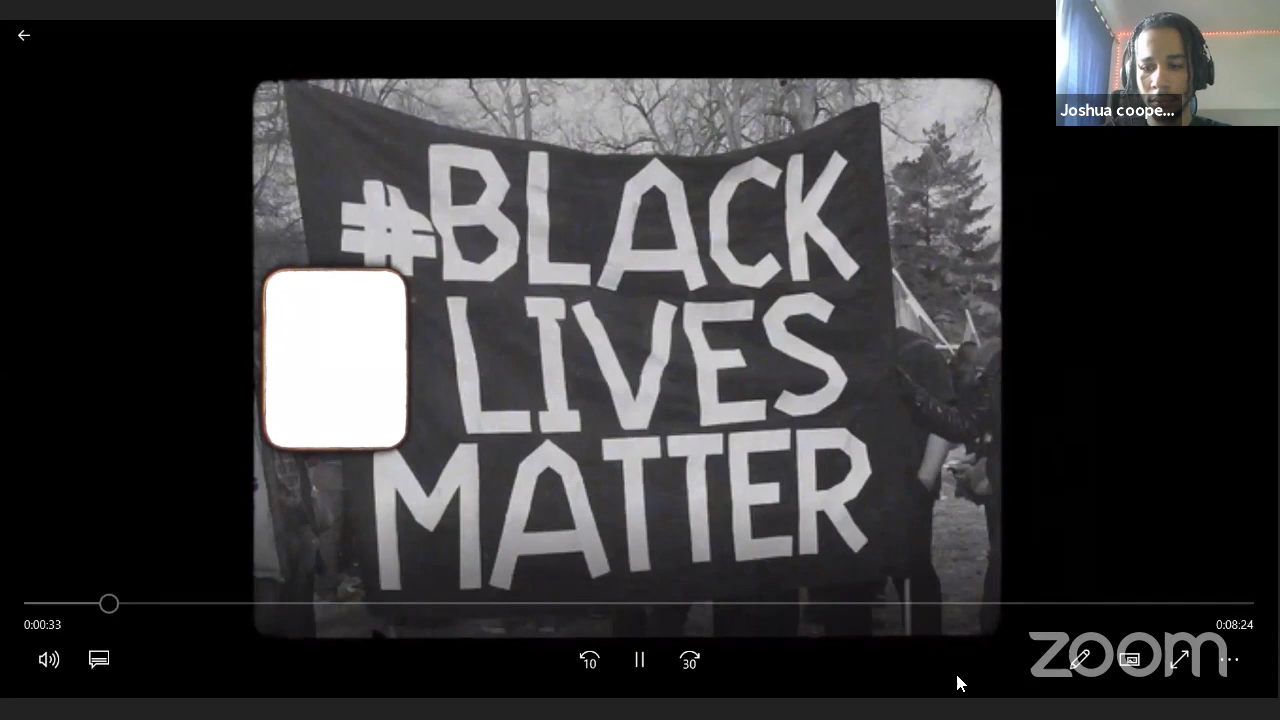 Joshua coope...
#BLACK
LIVES
MATTER
0:00:33
0:08:24
10
30
zoom